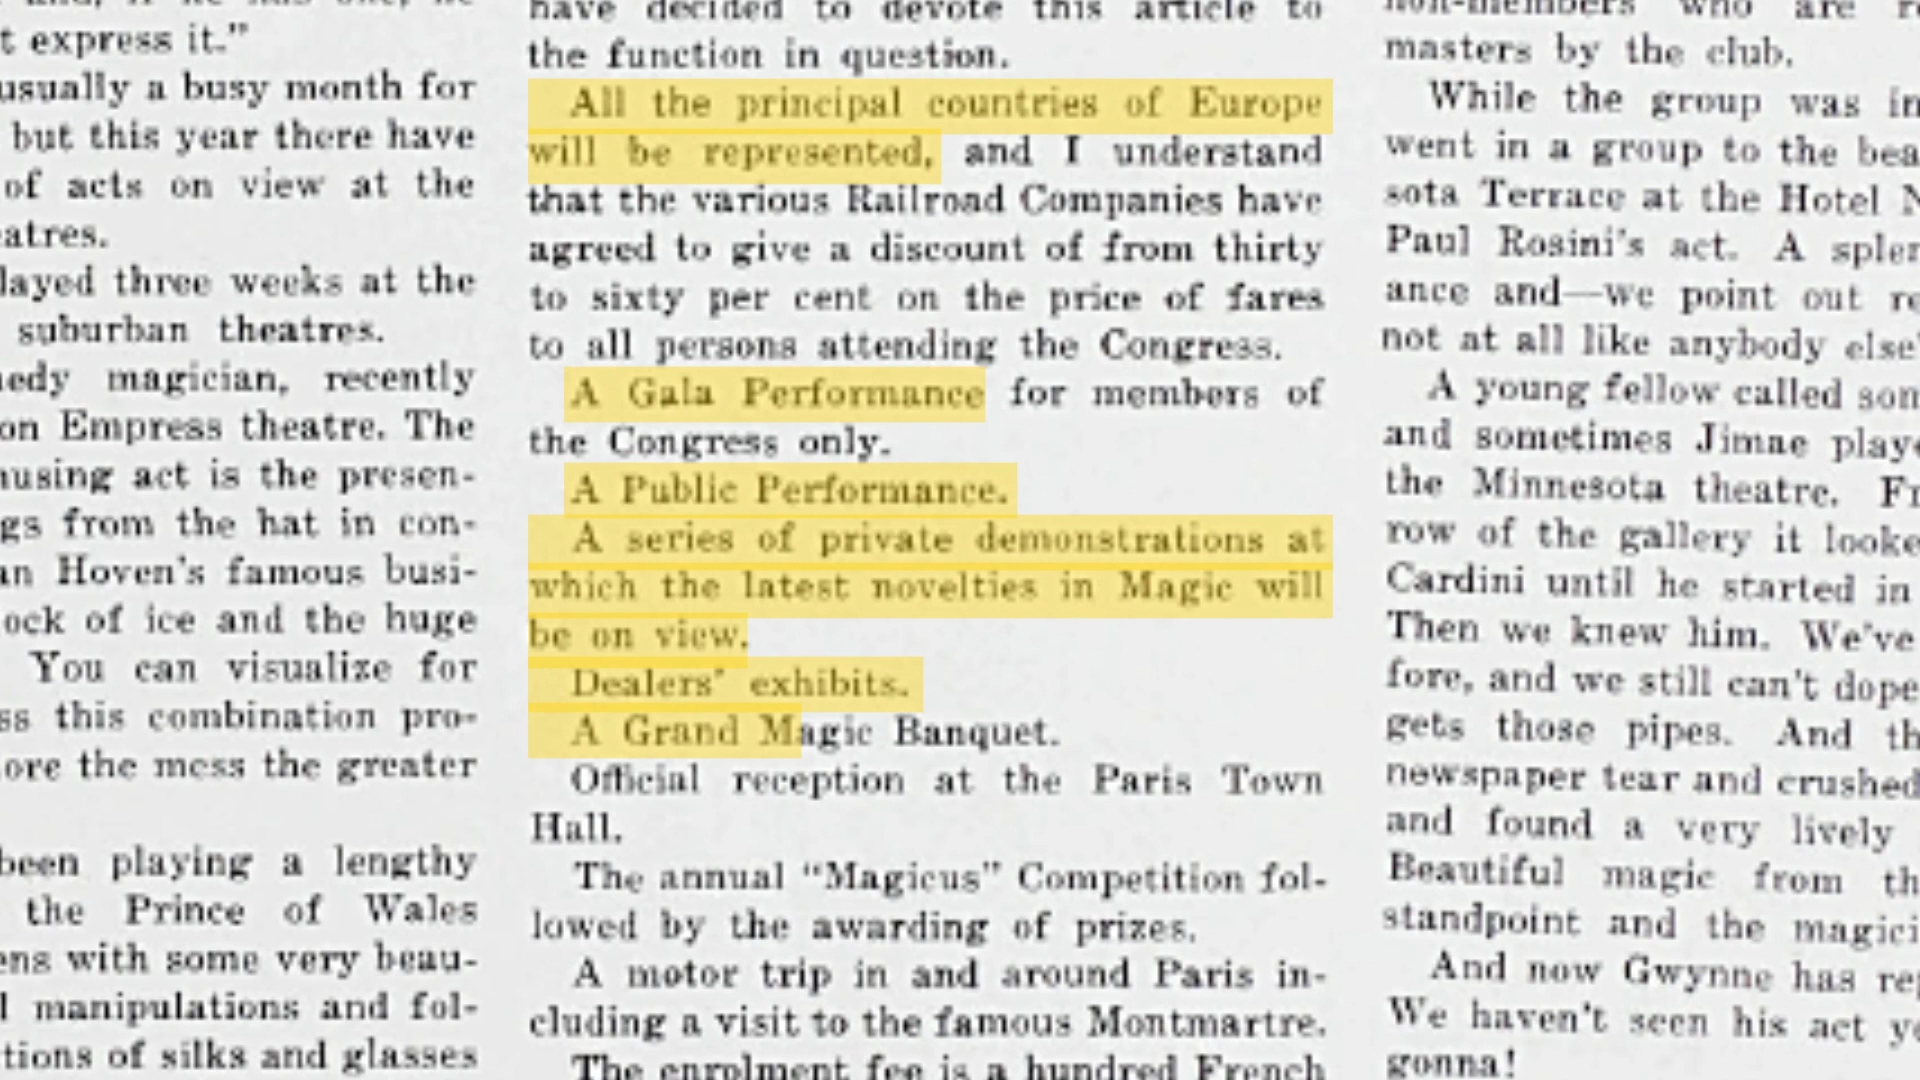 t express it."
usually a busy month for
but this year there have
of acts on view at the
atres.
layed three weeks at the
suburban theatres.
edy magician, recently
on Empress theatre. The
using act is the presen-
gs from the hat in con-
an Hoven's famous busi-
ock of ice and the huge
You can visualize for
ss this combination pro-
ore the mess the greater
been playing a lengthy
the Prince of Wales
ens with some very beau-
l manipulations and fol-
tions of silks and glasses
have decided to devote this article to
the function in question.
All the principal countries of Europe
will be represented, and I understand
that the various Railroad Companies have
agreed to give a discount of from thirty
to sixty per cent on the price of fares
to all persons attending the Congress.
A Gala Performance for members of
the Congress only.
A Public Performance.
A series of private demonstrations at
which the latest novelties in Magic will
be on view.
Dealers' exhibits.
A Grand Magic Banquet.
Official reception at the Paris Town
Hall.
The annual "Magicus" Competition fol-
lowed by the awarding of prizes.
A motor trip in and around Paris in-
cluding a visit to the famous Montmartre.
The enrolment fee is a hundred French
non-members who are
masters by the club.
While the group was in
went in a group to the bea
sota Terrace at the Hotel N
Paul Rosini's act. A splen
ance and—we point out re
not at all like anybody else'
A young fellow called som
and sometimes Jimae playe
the Minnesota theatre. Fr
row of the gallery it looke
Cardini until he started in
Then we knew him. We've
fore, and we still can't dope
gets those pipes. And th
newspaper tear and crushed
and found a very lively
Beautiful magic from th
standpoint and the magici
And now Gwynne has rep
We haven't seen his act ye
gonna!